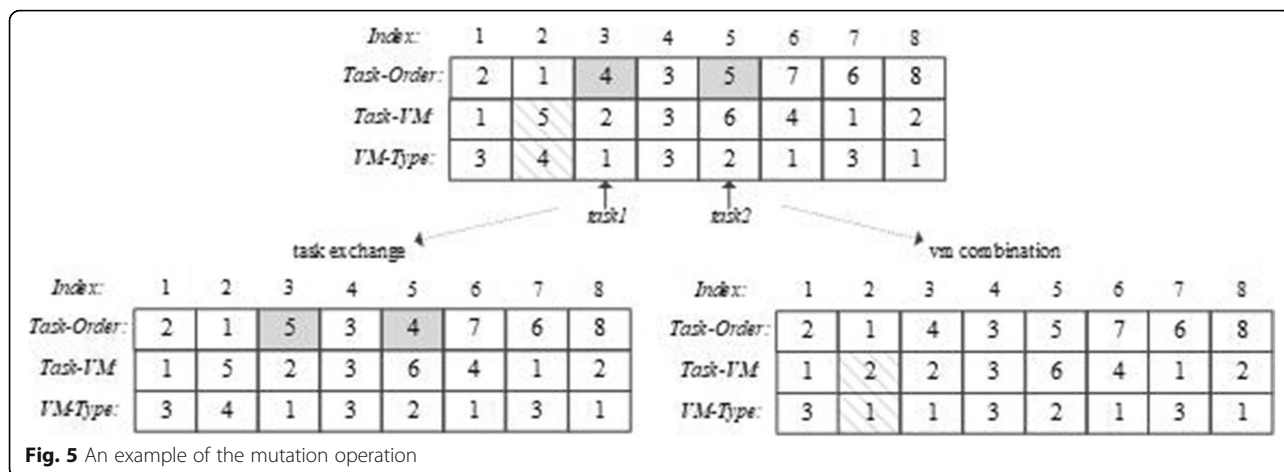 Index: 1 2 3 4 5 6 7 8
Task-Order: 2 1 4 3 5 7 6 8
Task-VM: 1 5 2 3 6 4 1 2
VM-Type: 3 4 1 3 2 1 3 1
task1 task2
task exchange
vm combination
Index: 1 2 3 4 5 6 7 8
Task-Order: 2 1 5 3 4 7 6 8
Task-VM: 1 5 2 3 6 4 1 2
VM-Type: 3 4 1 3 2 1 3 1
Index: 1 2 3 4 5 6 7 8
Task-Order: 2 1 4 3 5 7 6 8
Task-VM: 1 2 2 3 6 4 1 2
VM-Type: 3 1 1 3 2 1 3 1
Fig. 5 An example of the mutation operation